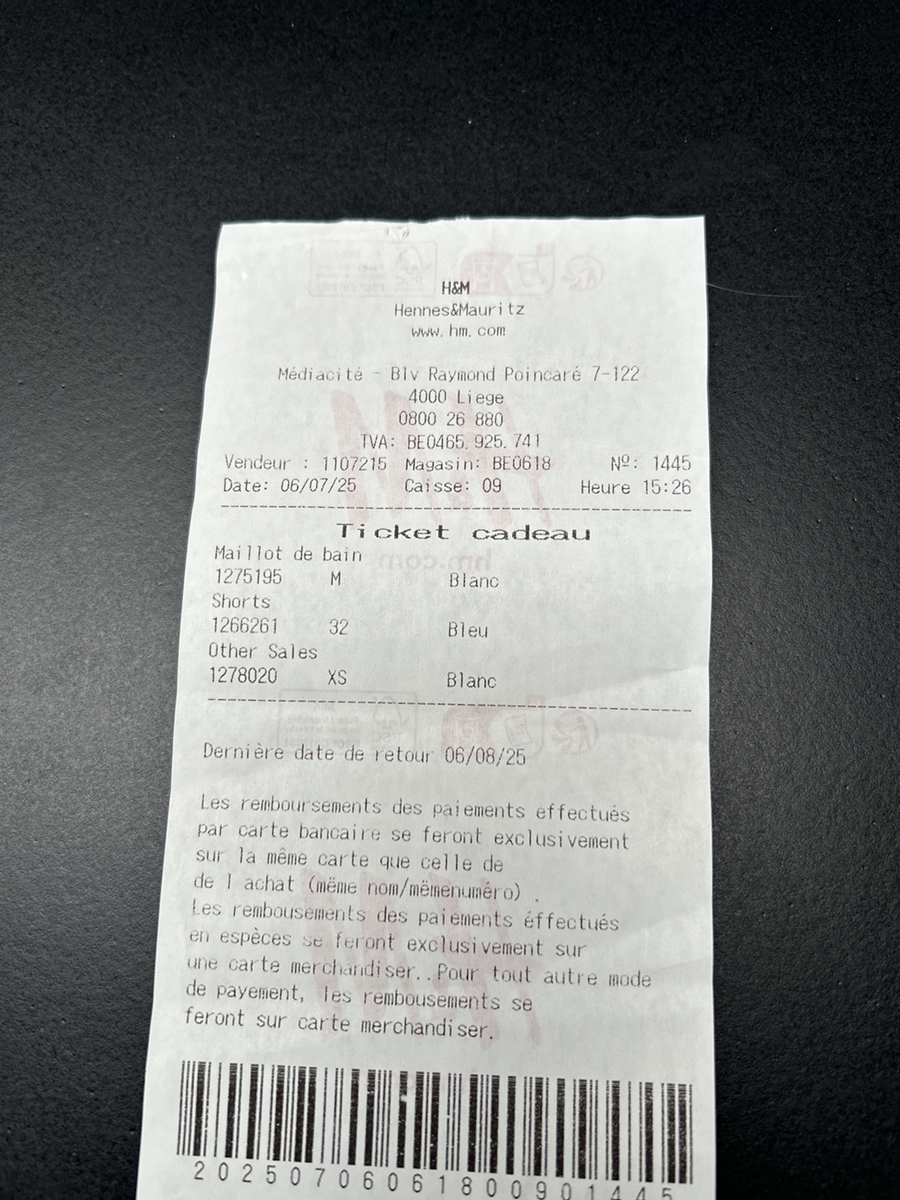 H&M
Hennes&Mauritz
www.hm.com
Médiacité - Blv Raymond Poincaré 7-122
4000 Liege
0800 26 880
TVA: BE0465.925.741
Vendeur : 1107215 Magasin: BE0618 Nº: 1445
Date: 06/07/25 Caisse: 09 Heure 15:26
Ticket cadeau
Maillot de bain
1275195 M Blanc
Shorts
1266261 32 Bleu
Other Sales
1278020 XS Blanc
Dernière date de retour 06/08/25
Les remboursements des paiements effectués
par carte bancaire se feront exclusivement
sur la même carte que celle de
de l achat (même nom/mêmenuméro) .
Les rembousements des paiements éffectués
en espèces se feront exclusivement sur
une carte merchandiser..Pour tout autre mode
de payement, les rembousements se
feront sur carte merchandiser.
20250706061800901445